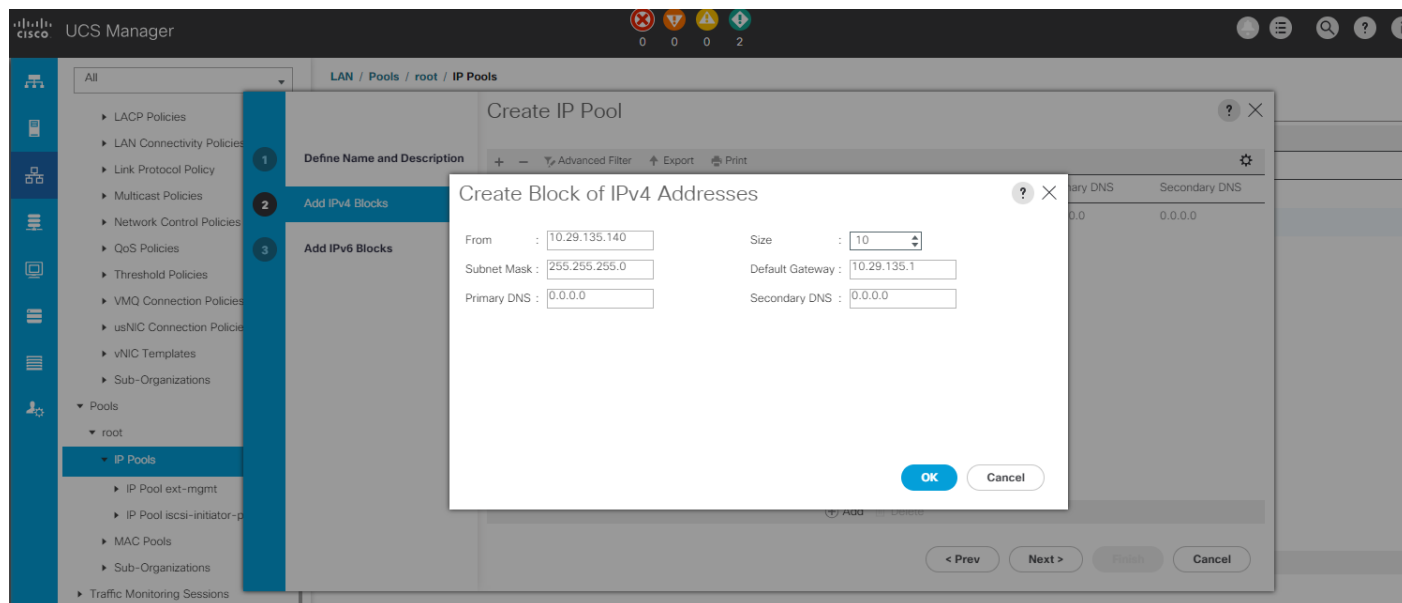 cisco UCS Manager
0 0 0 2
All
LAN / Pools / root / IP Pools
LACP Policies
LAN Connectivity Policies
Link Protocol Policy
Multicast Policies
Network Control Policies
QoS Policies
Threshold Policies
VMQ Connection Policies
usNIC Connection Policie
vNIC Templates
Sub-Organizations
Pools
root
IP Pools
IP Pool ext-mgmt
IP Pool iscsi-initiator-p
MAC Pools
Sub-Organizations
Traffic Monitoring Sessions
1 Define Name and Description
2 Add IPv4 Blocks
3 Add IPv6 Blocks
Create IP Pool ?
+ − Advanced Filter Export Print
nary DNS Secondary DNS
0.0 0.0.0.0
Create Block of IPv4 Addresses ?
From : 10.29.135.140 Size : 10
Subnet Mask : 255.255.255.0 Default Gateway : 10.29.135.1
Primary DNS : 0.0.0.0 Secondary DNS : 0.0.0.0
OK Cancel
Add Delete
< Prev Next > Finish Cancel